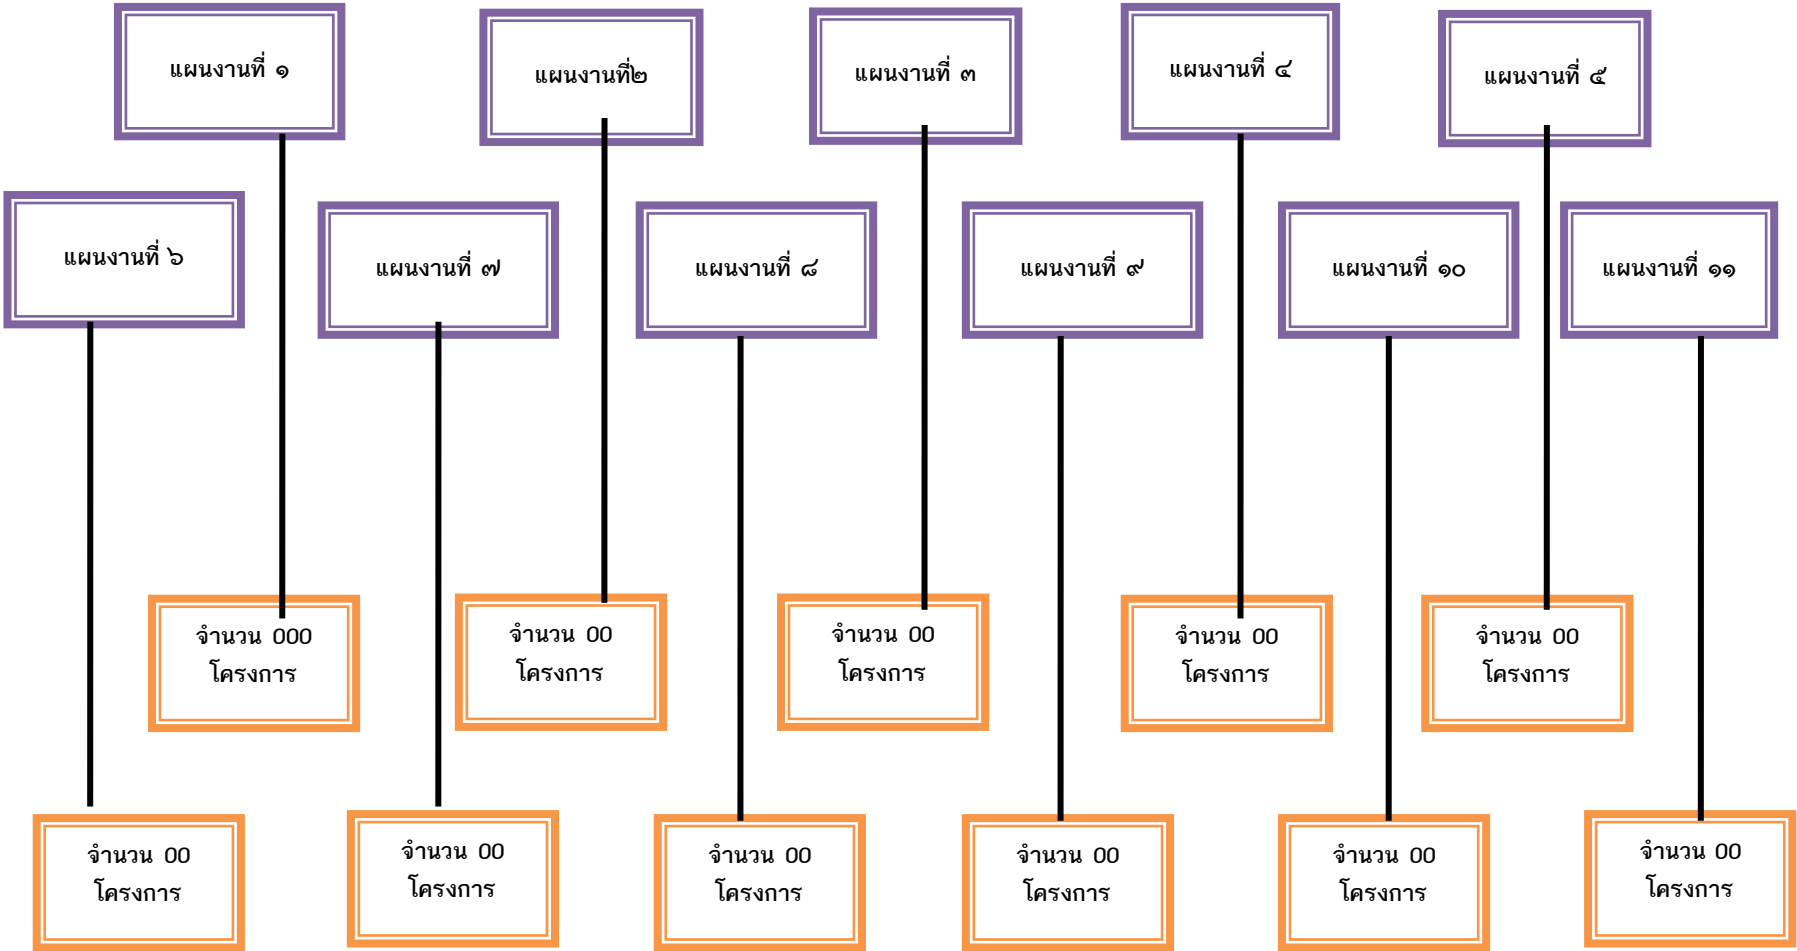 แผนงานที่ ๑
แผนงานที่๒
แผนงานที่ ๓
แผนงานที่ ๔
แผนงานที่ ๕
แผนงานที่ ๖
แผนงานที่ ๗
แผนงานที่ ๘
แผนงานที่ ๙
แผนงานที่ ๑๐
แผนงานที่ ๑๑
จำนวน 000
โครงการ
จำนวน 00
โครงการ
จำนวน 00
โครงการ
จำนวน 00
โครงการ
จำนวน 00
โครงการ
จำนวน 00
โครงการ
จำนวน 00
โครงการ
จำนวน 00
โครงการ
จำนวน 00
โครงการ
จำนวน 00
โครงการ
จำนวน 00
โครงการ